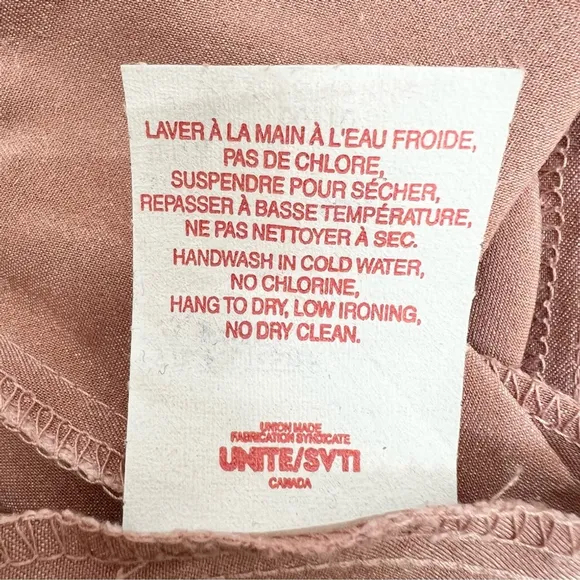 LAVER À LA MAIN À L'EAU FROIDE,
PAS DE CHLORE,
SUSPENDRE POUR SÉCHER,
REPASSER À BASSE TEMPÉRATURE,
NE PAS NETTOYER À SEC.
HANDWASH IN COLD WATER,
NO CHLORINE,
HANG TO DRY, LOW IRONING,
NO DRY CLEAN.
UNION MADE
FABRICATION SYNDICATE
UNITE/SVTI
CANADA